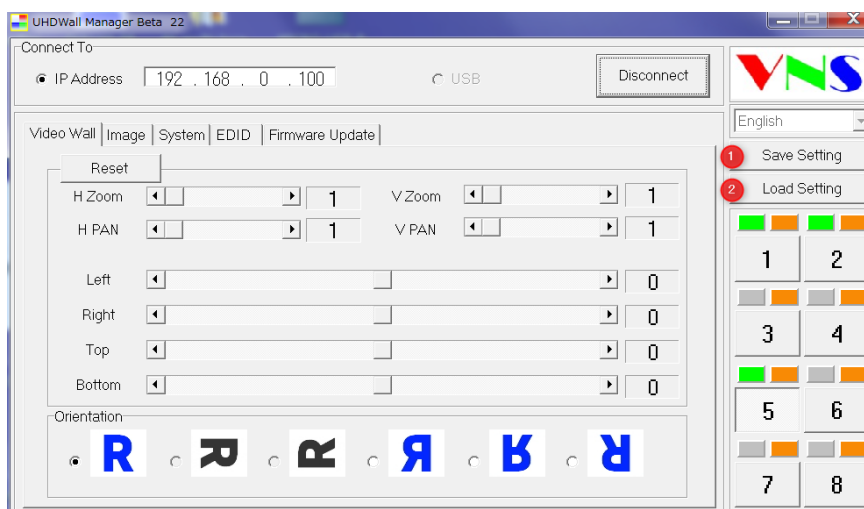 UHDWall Manager Beta 22
Connect To
IP Address 192 . 168 . 0 . 100 USB Disconnect
VNS
English
Video Wall Image System EDID Firmware Update
1 Save Setting
2 Load Setting
Reset
H Zoom 1 V Zoom 1
H PAN 1 V PAN 1
Left 0
Right 0
Top 0
Bottom 0
Orientation
R R R R R R
1 2
3 4
5 6
7 8